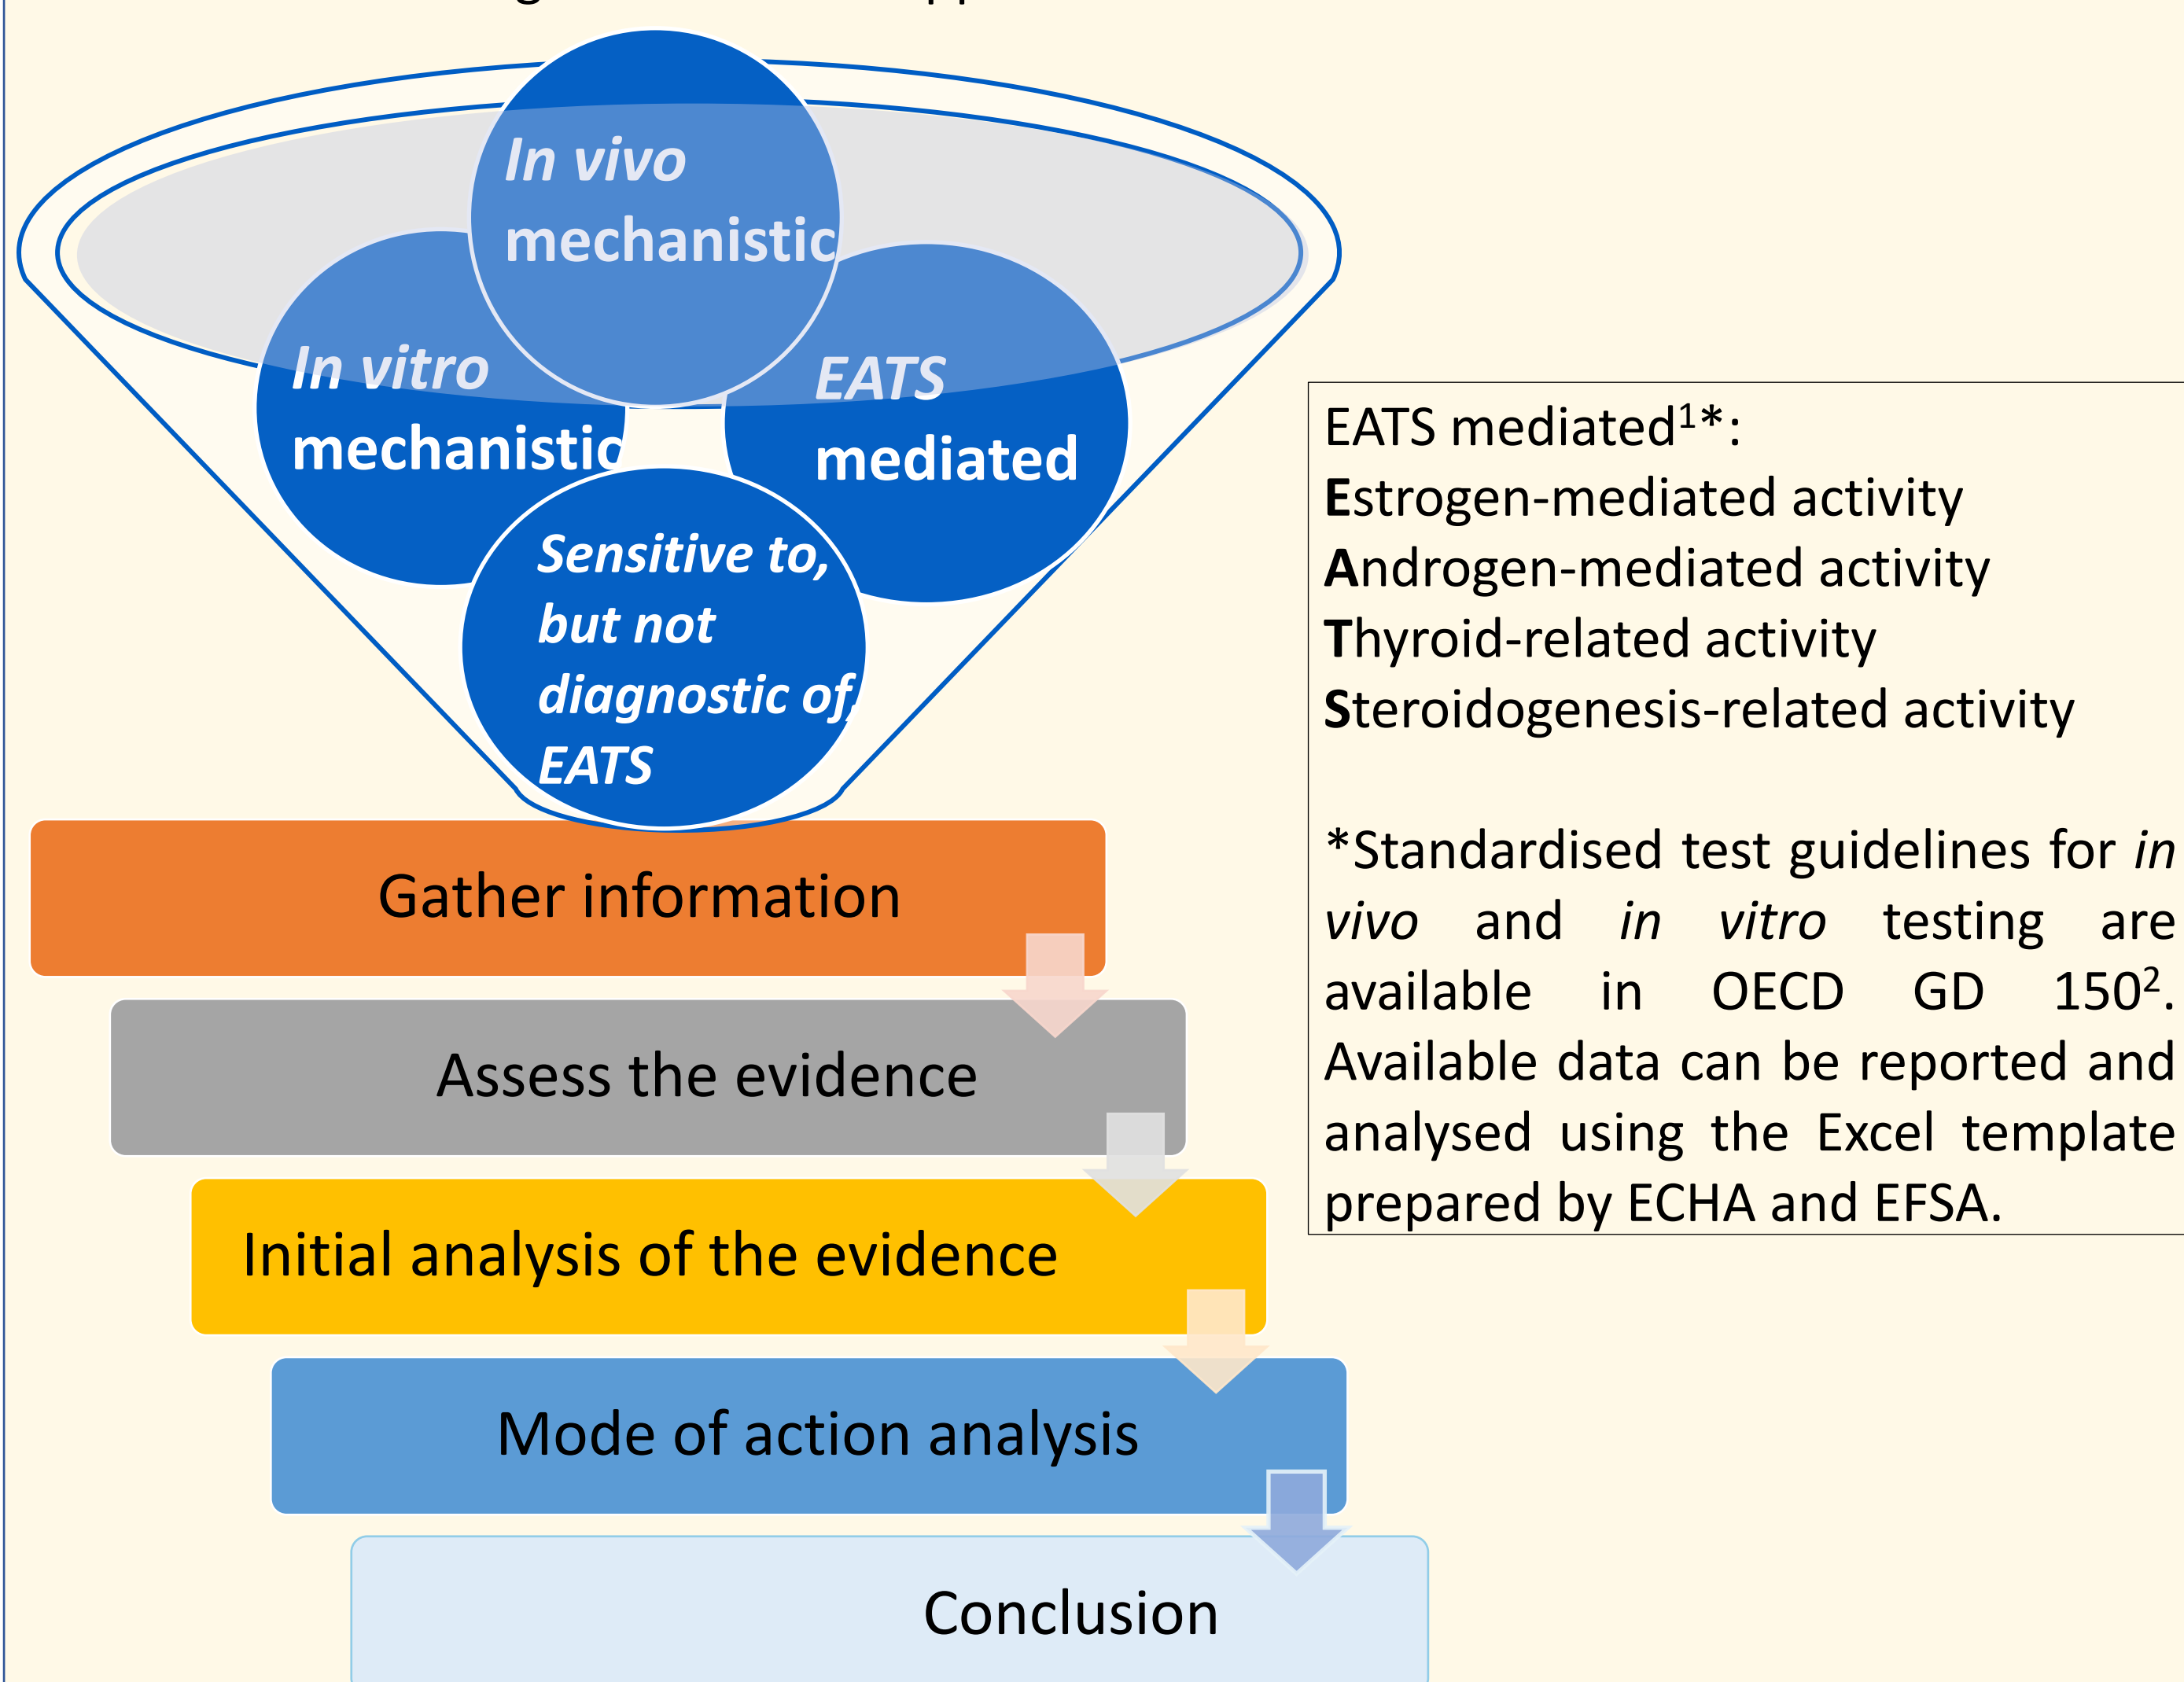 In vivo
mechanistic
In vitro
mechanistic
EATS
mediated
Sensitive to,
but not
diagnostic of,
EATS
Gather information
Assess the evidence
Initial analysis of the evidence
Mode of action analysis
Conclusion
EATS mediated¹*:
Estrogen-mediated activity
Androgen-mediated activity
Thyroid-related activity
Steroidogenesis-related activity
*Standardised test guidelines for in
vivo and in vitro testing are
available in OECD GD 150².
Available data can be reported and
analysed using the Excel template
prepared by ECHA and EFSA.